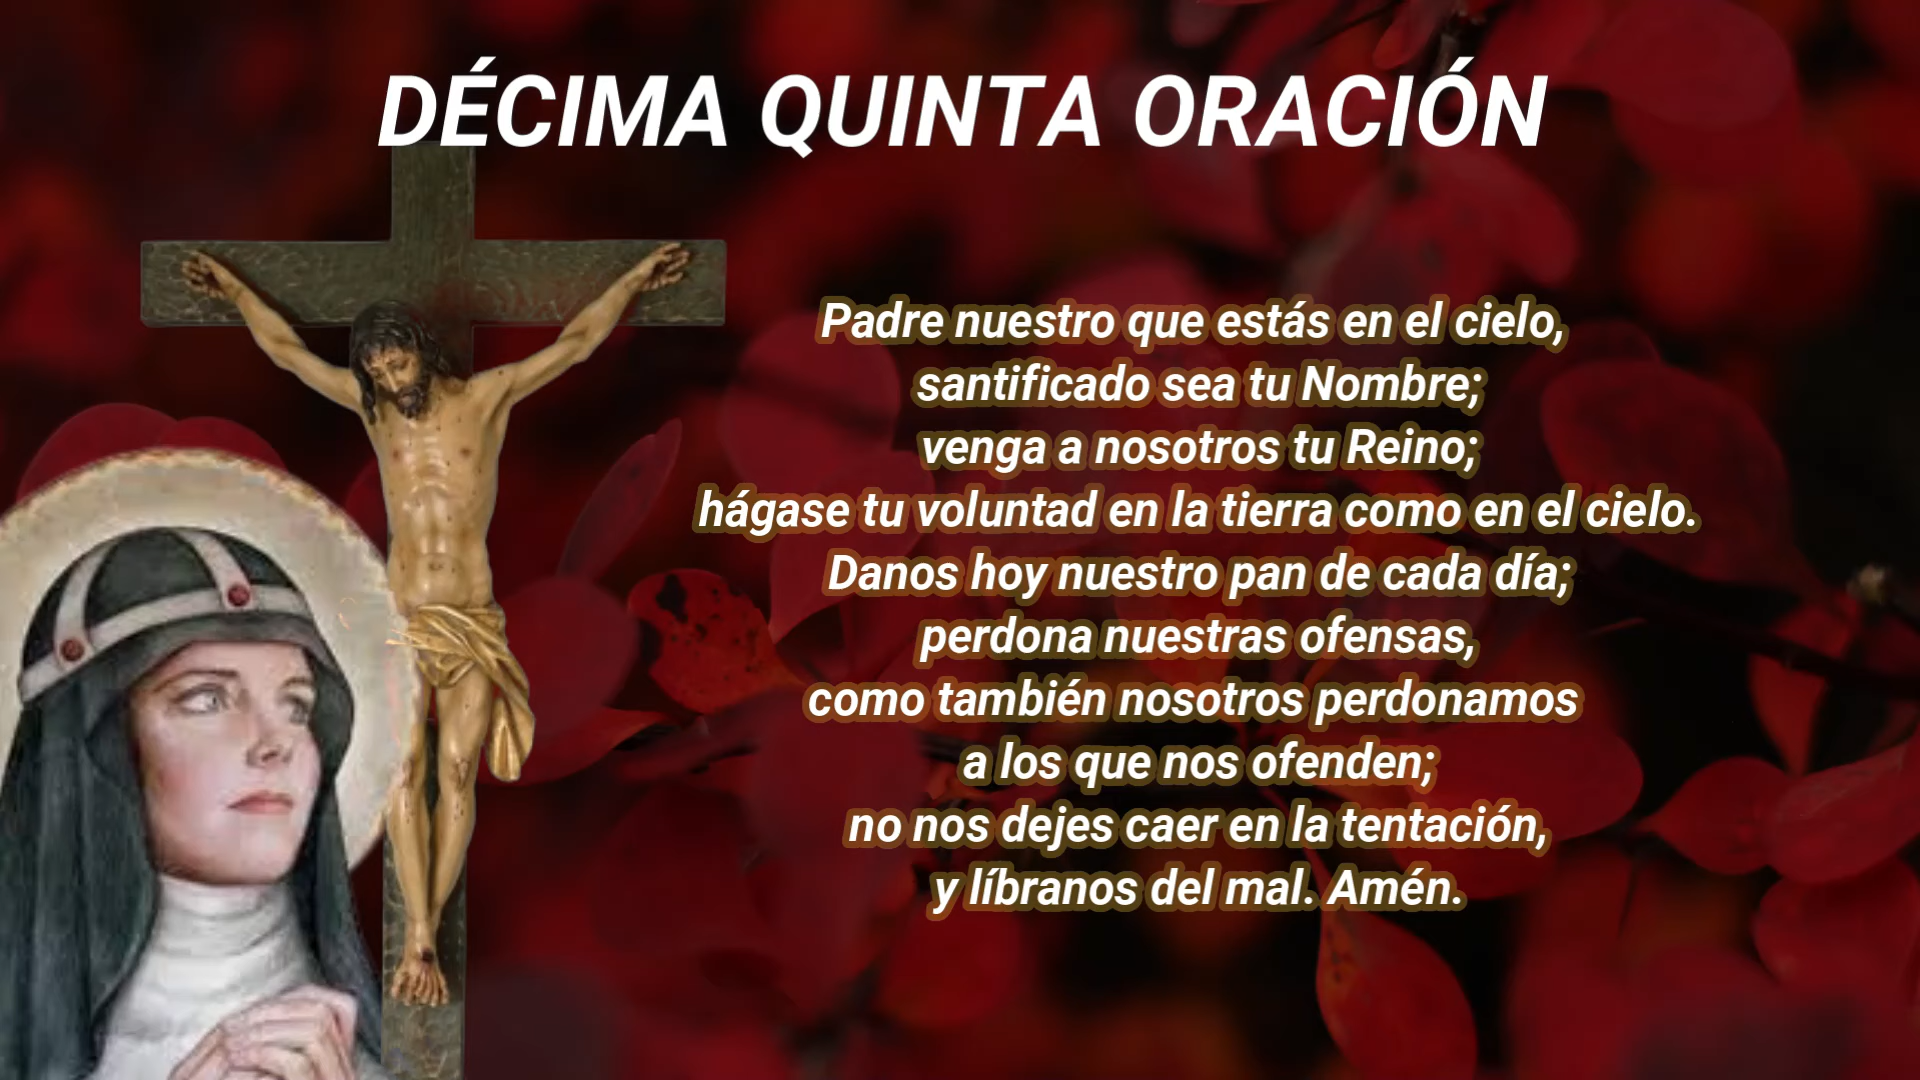 DÉCIMA QUINTA ORACIÓN
Padre nuestro que estás en el cielo,
santificado sea tu Nombre;
venga a nosotros tu Reino;
hágase tu voluntad en la tierra como en el cielo.
Danos hoy nuestro pan de cada día;
perdona nuestras ofensas,
como también nosotros perdonamos
a los que nos ofenden;
no nos dejes caer en la tentación,
y líbranos del mal. Amén.